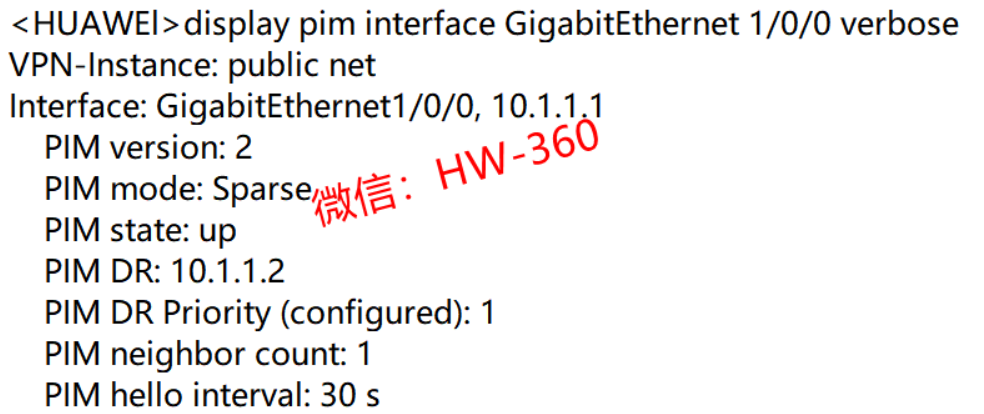 <HUAWEl>display pim interface GigabitEthernet 1/0/0 verbose
VPN-Instance: public net
Interface: GigabitEthernet1/0/0, 10.1.1.1
PIM version: 2
PIM mode: Sparse
微信：HW-360
PIM state: up
PIM DR: 10.1.1.2
PIM DR Priority (configured): 1
PIM neighbor count: 1
PIM hello interval: 30 s